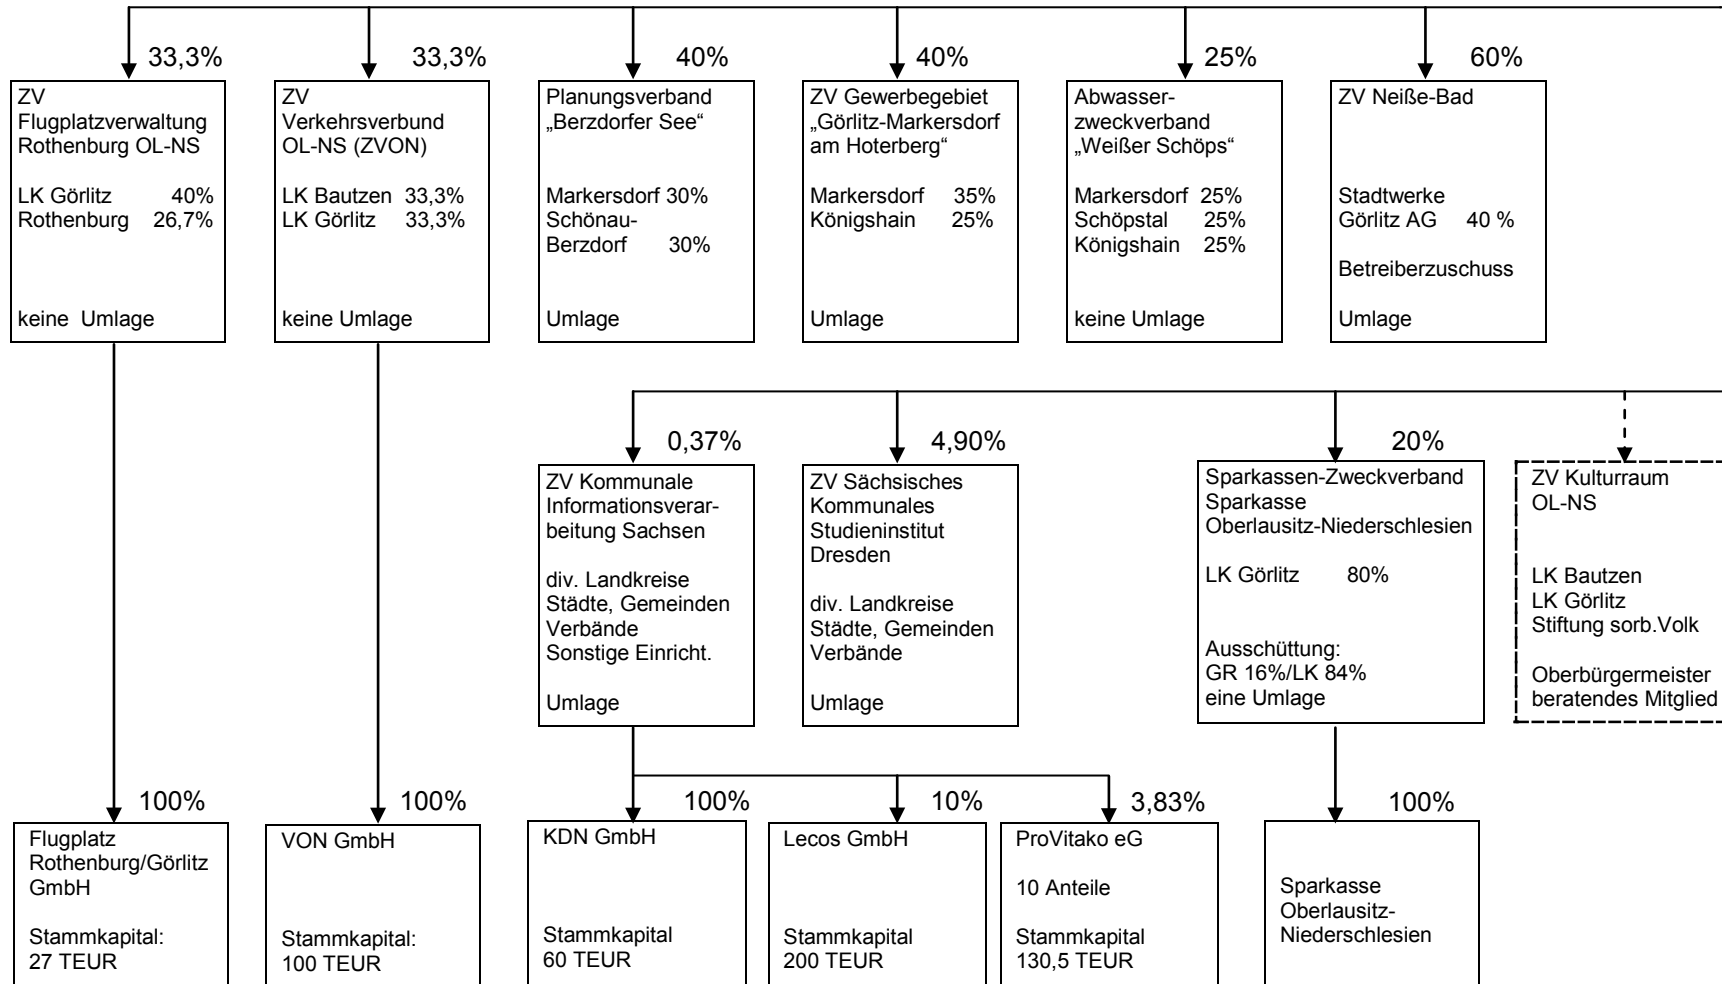 33,3%
ZV
Flugplatzverwaltung
Rothenburg OL-NS
LK Görlitz 40%
Rothenburg 26,7%
keine Umlage
33,3%
ZV
Verkehrsverbund
OL-NS (ZVON)
LK Bautzen 33,3%
LK Görlitz 33,3%
keine Umlage
40%
Planungsverband
„Berzdorfer See“
Markersdorf 30%
Schönau-
Berzdorf 30%
Umlage
40%
ZV Gewerbegebiet
„Görlitz-Markersdorf
am Hoterberg“
Markersdorf 35%
Königshain 25%
Umlage
25%
Abwasser-
zweckverband
„Weißer Schöps“
Markersdorf 25%
Schöpstal 25%
Königshain 25%
keine Umlage
60%
ZV Neiße-Bad
Stadtwerke
Görlitz AG 40 %
Betreiberzuschuss
Umlage
0,37%
ZV Kommunale
Informationsverar-
beitung Sachsen
div. Landkreise
Städte, Gemeinden
Verbände
Sonstige Einricht.
Umlage
4,90%
ZV Sächsisches
Kommunales
Studieninstitut
Dresden
div. Landkreise
Städte, Gemeinden
Verbände
Umlage
20%
Sparkassen-Zweckverband
Sparkasse
Oberlausitz-Niederschlesien
LK Görlitz 80%
Ausschüttung:
GR 16%/LK 84%
eine Umlage
ZV Kulturraum
OL-NS
LK Bautzen
LK Görlitz
Stiftung sorb.Volk
Oberbürgermeister
beratendes Mitglied
100%
Flugplatz
Rothenburg/Görlitz
GmbH
Stammkapital:
27 TEUR
100%
VON GmbH
Stammkapital:
100 TEUR
100%
KDN GmbH
Stammkapital
60 TEUR
10%
Lecos GmbH
Stammkapital
200 TEUR
3,83%
ProVitako eG
10 Anteile
Stammkapital
130,5 TEUR
100%
Sparkasse
Oberlausitz-
Niederschlesien